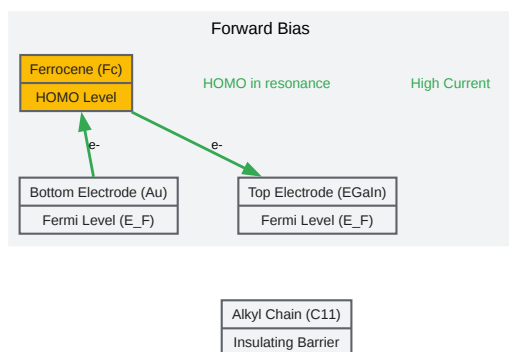 Forward Bias
Ferrocene (Fc)
HOMO Level
HOMO in resonance
High Current
e-
e-
Bottom Electrode (Au)
Fermi Level (E_F)
Top Electrode (EGaIn)
Fermi Level (E_F)
Alkyl Chain (C11)
Insulating Barrier